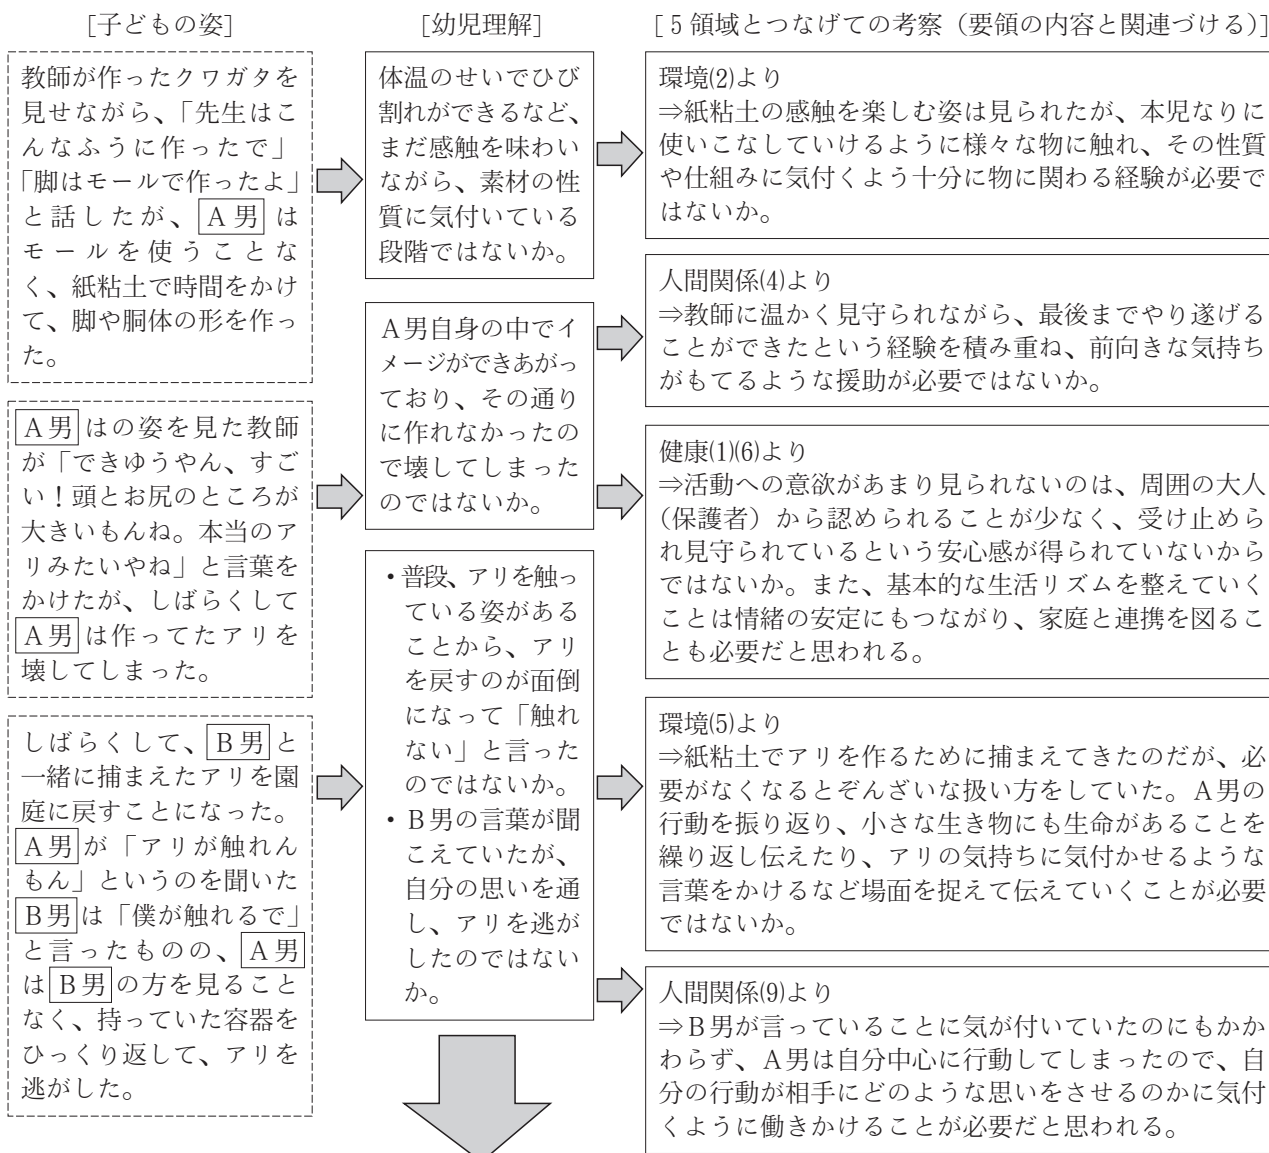 [子どもの姿]
[幼児理解]
[５領域とつなげての考察（要領の内容と関連づける）]
教師が作ったクワガタを
見せながら、「先生はこ
んなふうに作ったで」
「脚はモールで作ったよ」
と話したが、A男は
モールを使うことな
く、紙粘土で時間をかけ
て、脚や胴体の形を作っ
た。
体温のせいでひび
割れができるなど、
まだ感触を味わい
ながら、素材の性
質に気付いている
段階ではないか。
環境(2)より
⇒紙粘土の感触を楽しむ姿は見られたが、本児なりに
使いこなしていけるように様々な物に触れ、その性質
や仕組みに気付くよう十分に物に関わる経験が必要で
はないか。
A男はの姿を見た教師
が「できゆうやん、すご
い！頭とお尻のところが
大きいもんね。本当のア
リみたいやね」と言葉を
かけたが、しばらくして
A男は作ってたアリを
壊してしまった。
A男自身の中でイ
メージができあがっ
ており、その通り
に作れなかったの
で壊してしまった
のではないか。
人間関係(4)より
⇒教師に温かく見守られながら、最後までやり遂げる
ことができたという経験を積み重ね、前向きな気持ち
がもてるような援助が必要ではないか。
健康(1)(6)より
⇒活動への意欲があまり見られないのは、周囲の大人
（保護者）から認められることが少なく、受け止めら
れ見守られているという安心感が得られていないから
ではないか。また、基本的な生活リズムを整えていく
ことは情緒の安定にもつながり、家庭と連携を図るこ
とも必要だと思われる。
しばらくして、B男と
一緒に捕まえたアリを園
庭に戻すことになった。
A男が「アリが触れん
もん」というのを聞いた
B男は「僕が触れるで」
と言ったものの、A男
はB男の方を見ること
なく、持っていた容器を
ひっくり返して、アリを
逃がした。
・普段、アリを触っ
ている姿がある
ことから、アリ
を戻すのが面倒
になって「触れ
ない」と言った
のではないか。
・B男の言葉が聞
こえていたが、
自分の思いを通
し、アリを逃が
したのではない
か。
環境(5)より
⇒紙粘土でアリを作るために捕まえてきたのだが、必
要がなくなるとぞんざいな扱い方をしていた。A男の
行動を振り返り、小さな生き物にも生命があることを
繰り返し伝えたり、アリの気持ちに気付かせるような
言葉をかけるなど場面を捉えて伝えていくことが必要
ではないか。
人間関係(9)より
⇒B男が言っていることに気が付いていたのにもかか
わらず、A男は自分中心に行動してしまったので、自
分の行動が相手にどのような思いをさせるのかに気付
くように働きかけることが必要だと思われる。